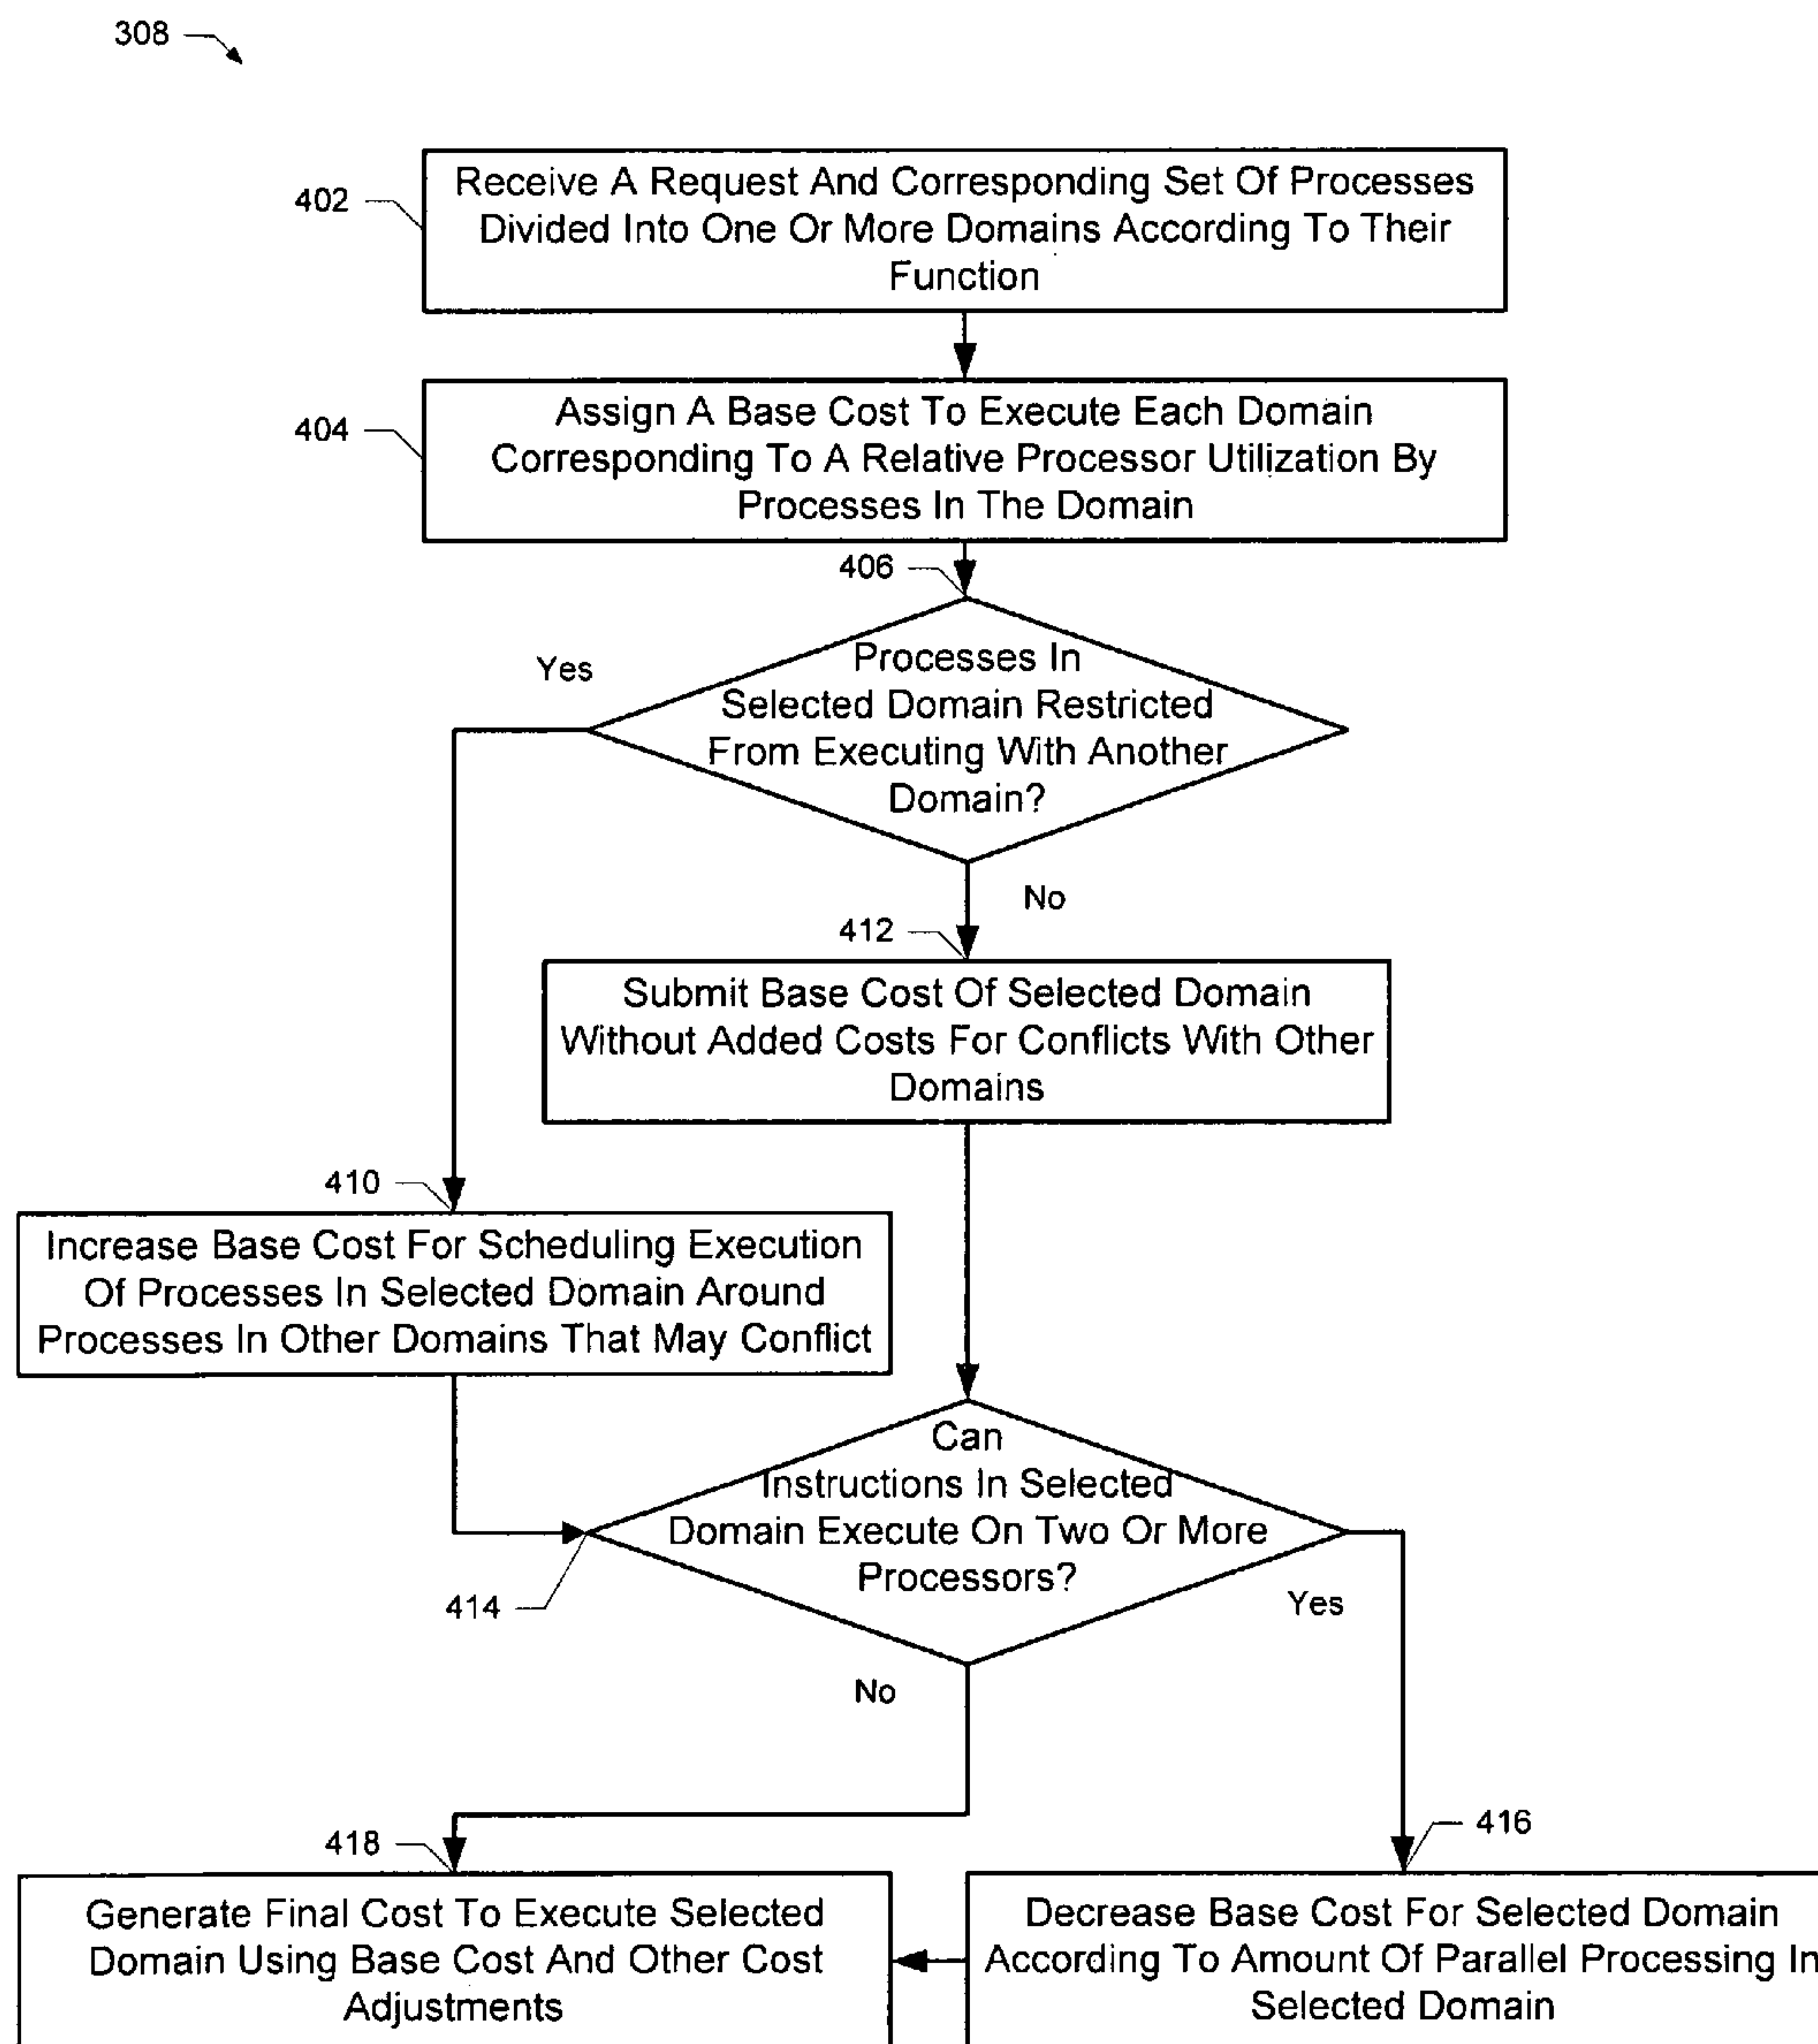 308
402
Receive A Request And Corresponding Set Of Processes
Divided Into One Or More Domains According To Their
Function
404
Assign A Base Cost To Execute Each Domain
Corresponding To A Relative Processor Utilization By
Processes In The Domain
406
Yes
Processes In
Selected Domain Restricted
From Executing With Another
Domain?
No
412
Submit Base Cost Of Selected Domain
Without Added Costs For Conflicts With Other
Domains
410
Increase Base Cost For Scheduling Execution
Of Processes In Selected Domain Around
Processes In Other Domains That May Conflict
Can
Instructions In Selected
Domain Execute On Two Or More
Processors?
414
Yes
No
418
416
Generate Final Cost To Execute Selected
Domain Using Base Cost And Other Cost
Adjustments
Decrease Base Cost For Selected Domain
According To Amount Of Parallel Processing In
Selected Domain